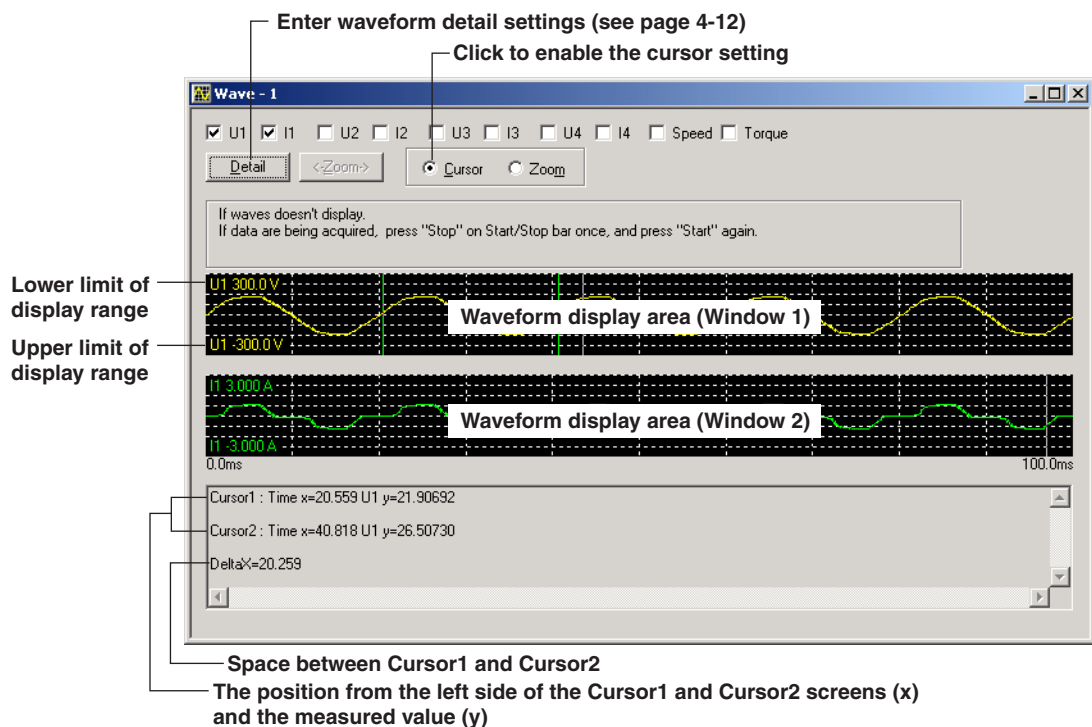 Enter waveform detail settings (see page 4-12)
Click to enable the cursor setting
Wave - 1
U1 I1 U2 I2 U3 I3 U4 I4 Speed Torque
Detail <-Zoom-> Cursor Zoom
If waves doesn't display.
If data are being acquired, press "Stop" on Start/Stop bar once, and press "Start" again.
Lower limit of
display range
U1 300.0 V
Waveform display area (Window 1)
Upper limit of
display range
U1 -300.0 V
I1 3.000 A
Waveform display area (Window 2)
I1 -3.000 A
0.0ms 100.0ms
Cursor1 : Time x=20.559 U1 y=21.90692
Cursor2 : Time x=40.818 U1 y=26.50730
DeltaX=20.259
Space between Cursor1 and Cursor2
The position from the left side of the Cursor1 and Cursor2 screens (x)
and the measured value (y)